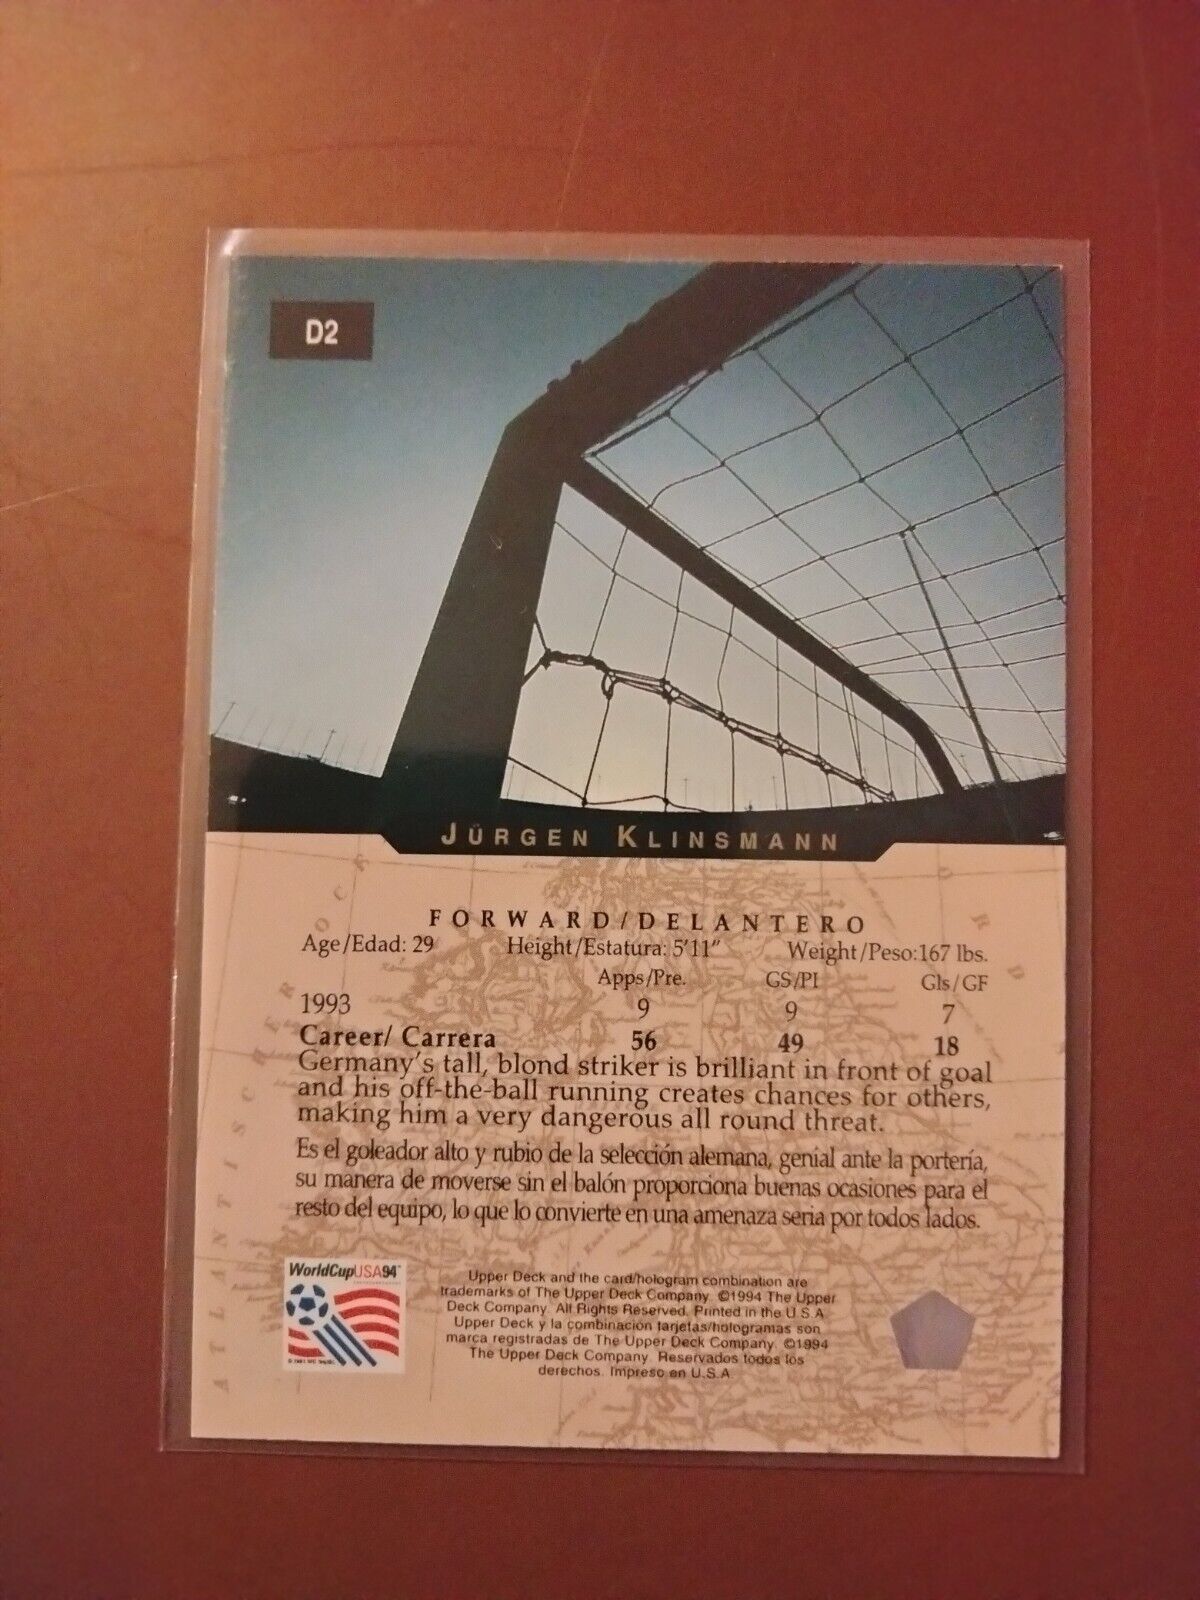 D2
JÜRGEN KLINSMANN
FORWARD/DELANTERO
Age/Edad: 29 Height/Estatura: 5'11" Weight/Peso:167 lbs.
Apps/Pre. GS/PI Gls/GF
1993 9 9 7
Career/ Carrera 56 49 18
Germany's tall, blond striker is brilliant in front of goal
and his off-the-ball running creates chances for others,
making him a very dangerous all round threat.
Es el goleador alto y rubio de la selección alemana, genial ante la portería,
su manera de moverse sin el balón proporciona buenas ocasiones para el
resto del equipo, lo que lo convierte en una amenaza seria por todos lados.
WorldCupUSA94™
Upper Deck and the card/hologram combination are
trademarks of The Upper Deck Company. ©1994 The Upper
Deck Company. All Rights Reserved. Printed in the U.S.A.
Upper Deck y la combinación tarjetas/hologramas son
marca registradas de The Upper Deck Company. ©1994
The Upper Deck Company. Reservados todos los
derechos. Impreso en U.S.A.